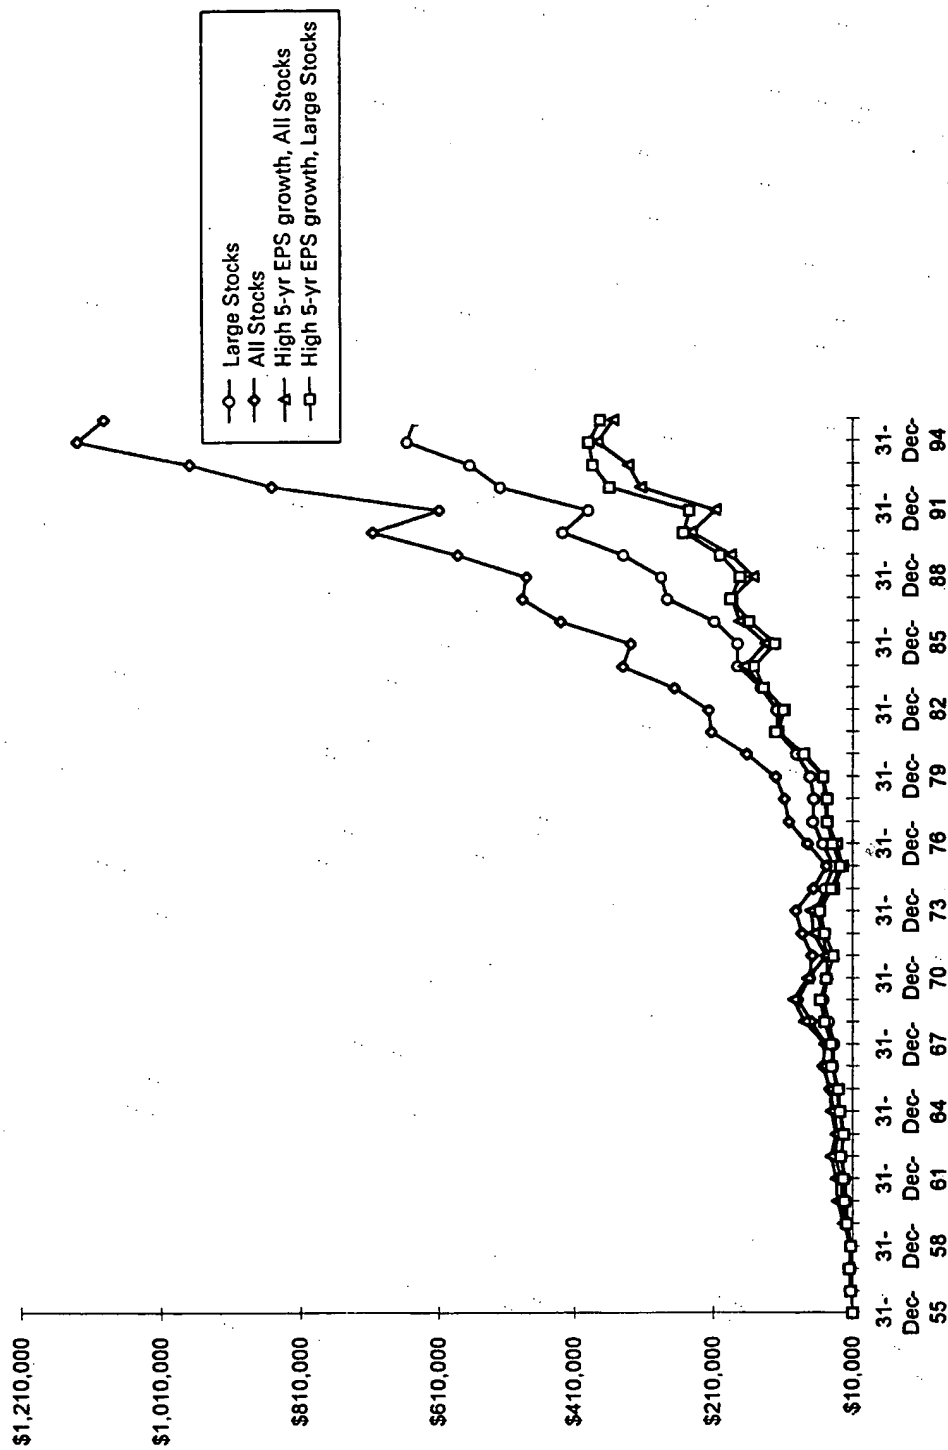 $1,210,000
$1,010,000
$810,000
$610,000
$410,000
$210,000
$10,000
Large Stocks
All Stocks
High 5-yr EPS growth, All Stocks
High 5-yr EPS growth, Large Stocks
31- 31- 31- 31- 31- 31- 31- 31- 31- 31- 31- 31- 31- 31-
Dec- Dec- Dec- Dec- Dec- Dec- Dec- Dec- Dec- Dec- Dec- Dec- Dec- Dec-
55 58 61 64 67 70 73 76 79 82 85 88 91 94